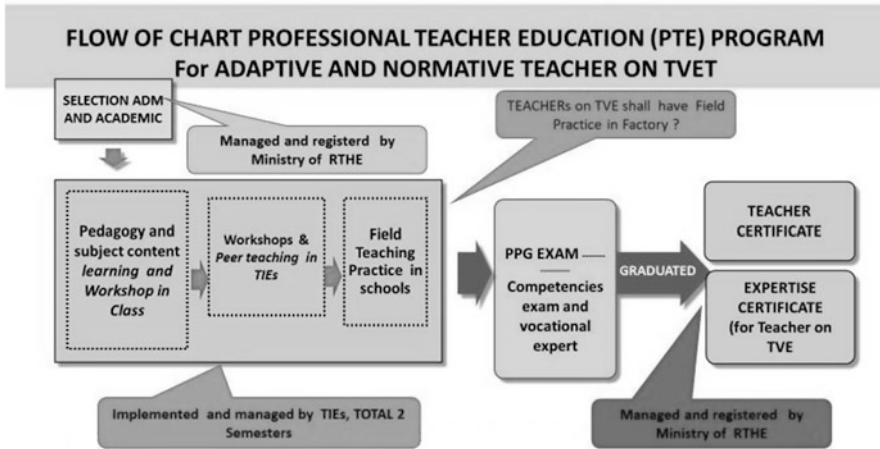 FLOW OF CHART PROFESSIONAL TEACHER EDUCATION (PTE) PROGRAM
For ADAPTIVE AND NORMATIVE TEACHER ON TVET
SELECTION ADM
AND ACADEMIC
Managed and registerd by
Ministry of RTHE
TEACHERs on TVE shall have Field
Practice in Factory ?
Pedagogy and
subject content
learning and
Workshop in
Class
Workshops &
Peer teaching in
TIEs
Field
Teaching
Practice in
schools
PPG EXAM ------
------
Competencies
exam and
vocational
expert
GRADUATED
TEACHER
CERTIFICATE
EXPERTISE
CERTIFICATE
(for Teacher on
TVE
Implemented and managed by TIEs, TOTAL 2
Semesters
Managed and registered by
Ministry of RTHE